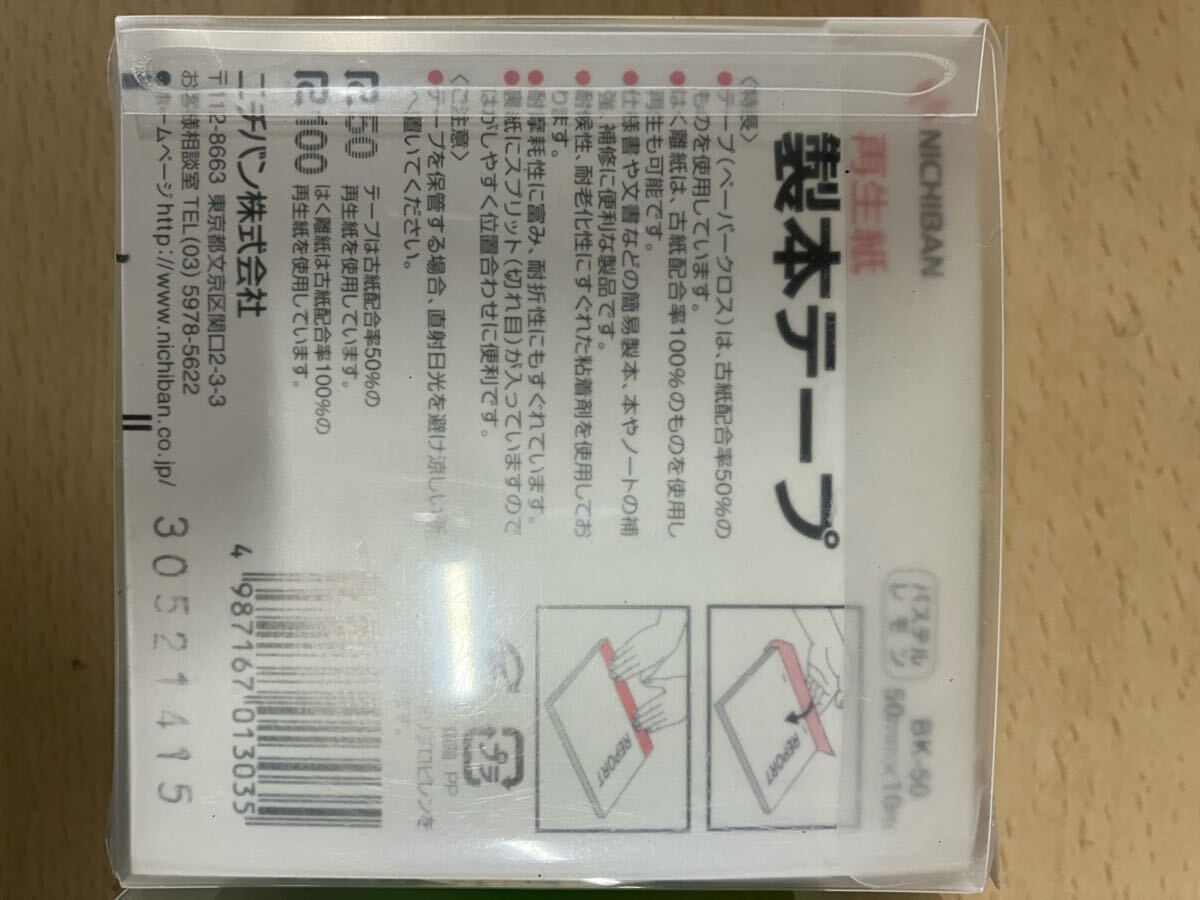 NICHIBAN
再生紙
製本テープ
パステル
レモン
BK-50
50mm×10m
〈特長〉
●テープ(ペーパークロス)は、古紙配合率50%の
ものを使用しています。
●はく離紙は、古紙配合率100%のものを使用し
再生も可能です。
●仕様書や文書などの簡易製本、本やノートの補
強、補修に便利な製品です。
●耐候性、耐老化性にすぐれた粘着剤を使用してお
ります。
●耐摩耗性に富み、耐折性にもすぐれています。
●裏紙にスプリット(切れ目)が入っていますので
はがしやすく位置合わせに便利です。
〈ご注意〉
●テープを保管する場合、直射日光を避け涼しい所
へ置いてください。
R50
テープは古紙配合率50%の
再生紙を使用しています。
R100
はく離紙は古紙配合率100%の
再生紙を使用しています。
ニチバン株式会社
〒112-8663 東京都文京区関口2-3-3
お客様相談室 TEL(03)5978-5622
●ホームページhttp://www.nichiban.co.jp/
REPORT
REPORT
プラ
PP
プロピレンを
4 987167 013035
30521415